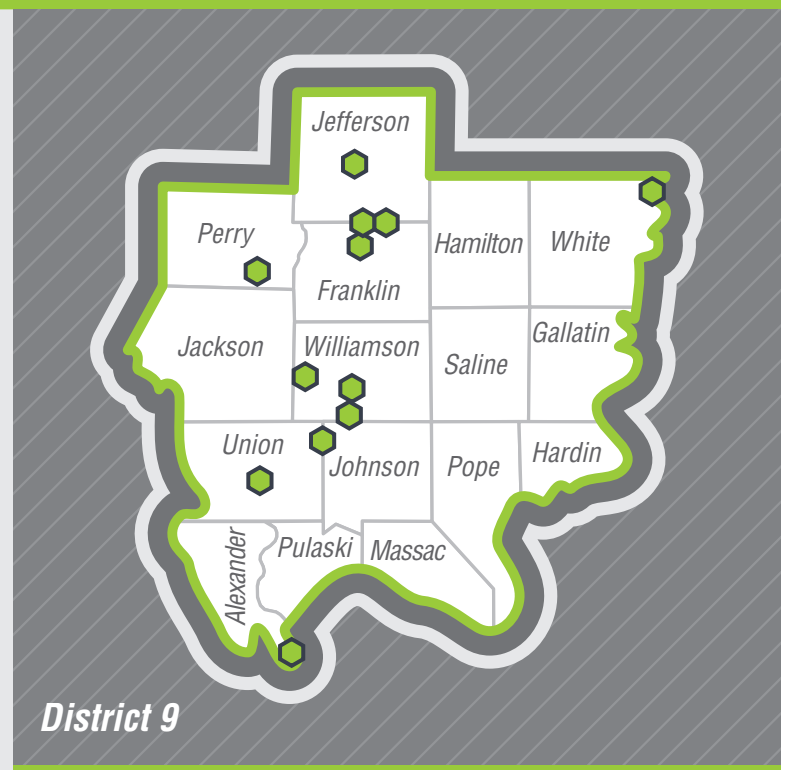 Jefferson
Perry
Hamilton
White
Franklin
Jackson
Williamson
Gallatin
Saline
Union
Johnson
Pope
Hardin
Alexander
Pulaski
Massac
District 9